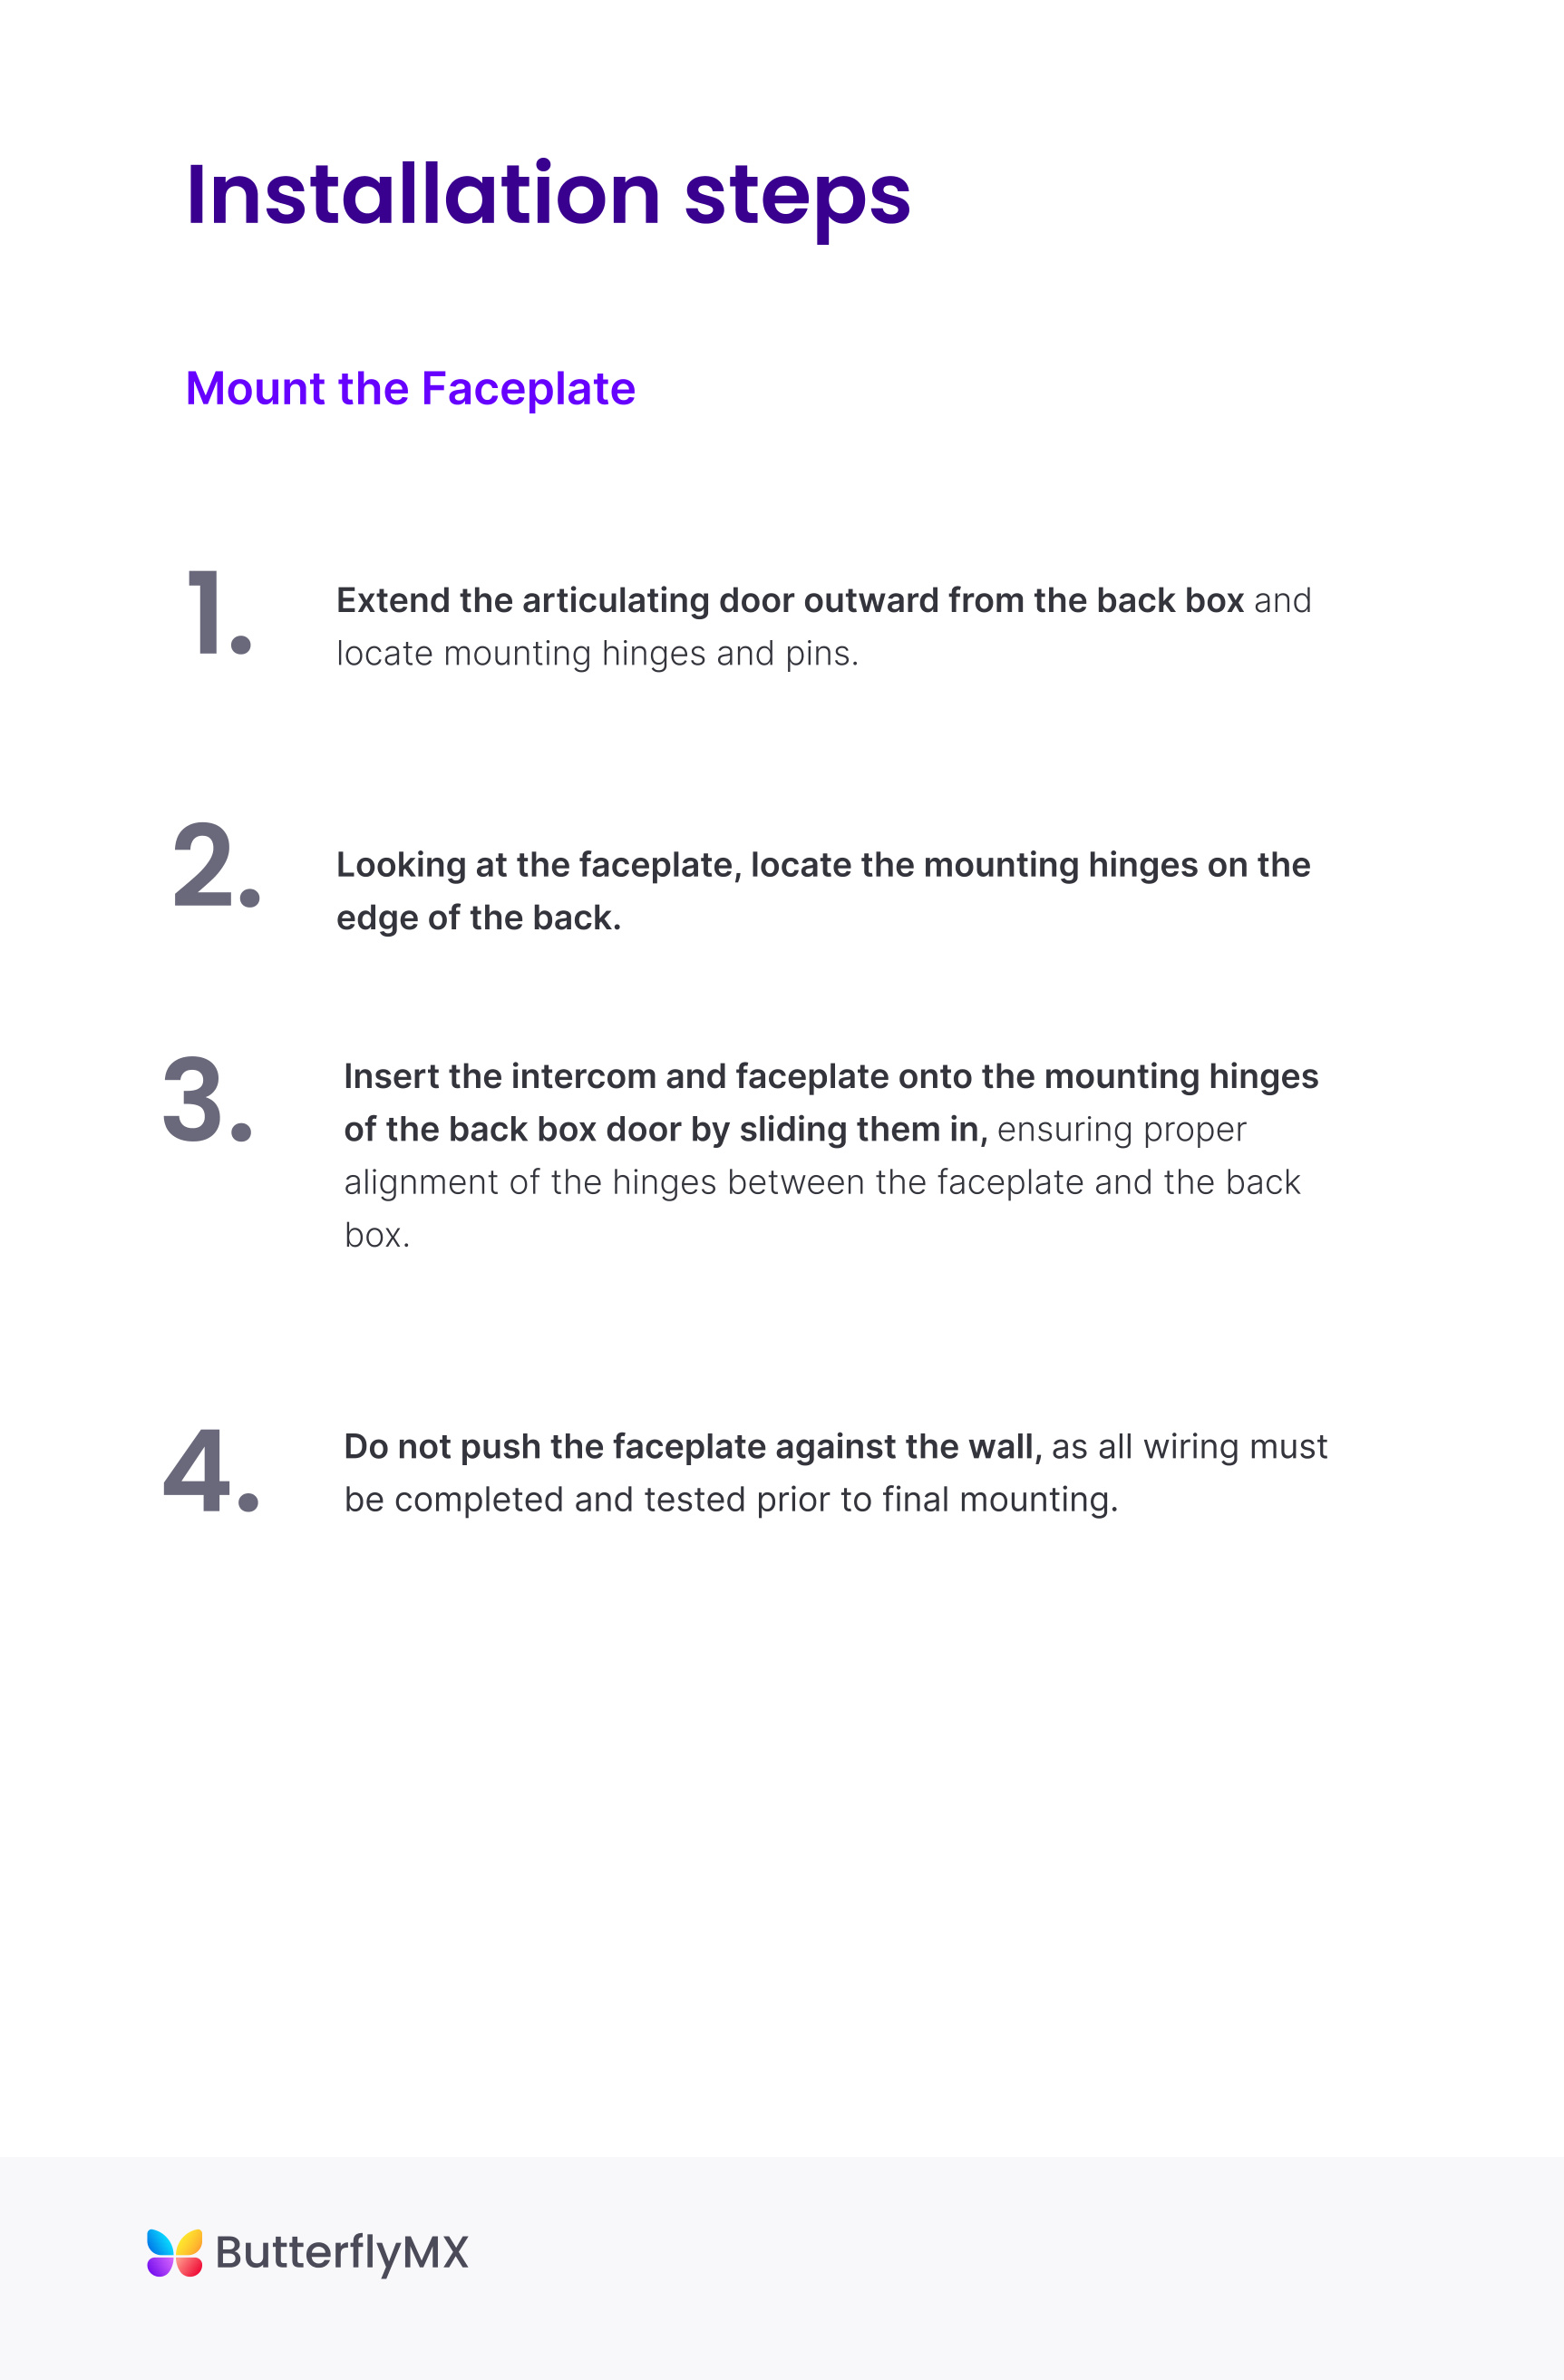 Installation steps
Mount the Faceplate
1. Extend the articulating door outward from the back box and
locate mounting hinges and pins.
2. Looking at the faceplate, locate the mounting hinges on the
edge of the back.
3. Insert the intercom and faceplate onto the mounting hinges
of the back box door by sliding them in, ensuring proper
alignment of the hinges between the faceplate and the back
box.
4. Do not push the faceplate against the wall, as all wiring must
be completed and tested prior to final mounting.
ButterflyMX